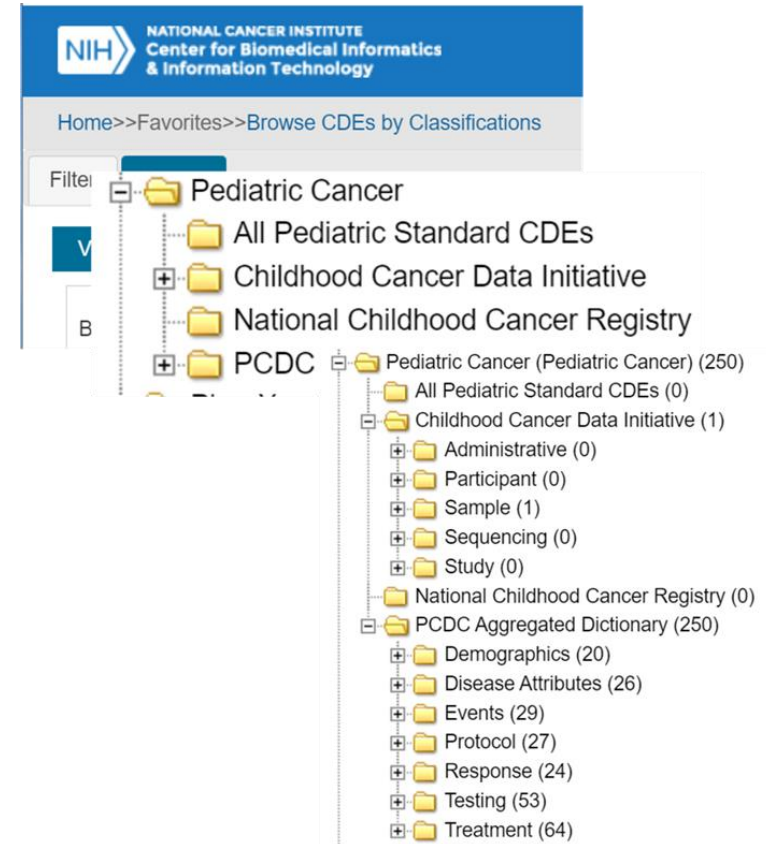 NIH
NATIONAL CANCER INSTITUTE
Center for Biomedical Informatics
& Information Technology
Home>>Favorites>>Browse CDEs by Classifications
Pediatric Cancer
All Pediatric Standard CDEs
Childhood Cancer Data Initiative
National Childhood Cancer Registry
PCDC
Pediatric Cancer (Pediatric Cancer) (250)
All Pediatric Standard CDEs (0)
Childhood Cancer Data Initiative (1)
Administrative (0)
Participant (0)
Sample (1)
Sequencing (0)
Study (0)
National Childhood Cancer Registry (0)
PCDC Aggregated Dictionary (250)
Demographics (20)
Disease Attributes (26)
Events (29)
Protocol (27)
Response (24)
Testing (53)
Treatment (64)